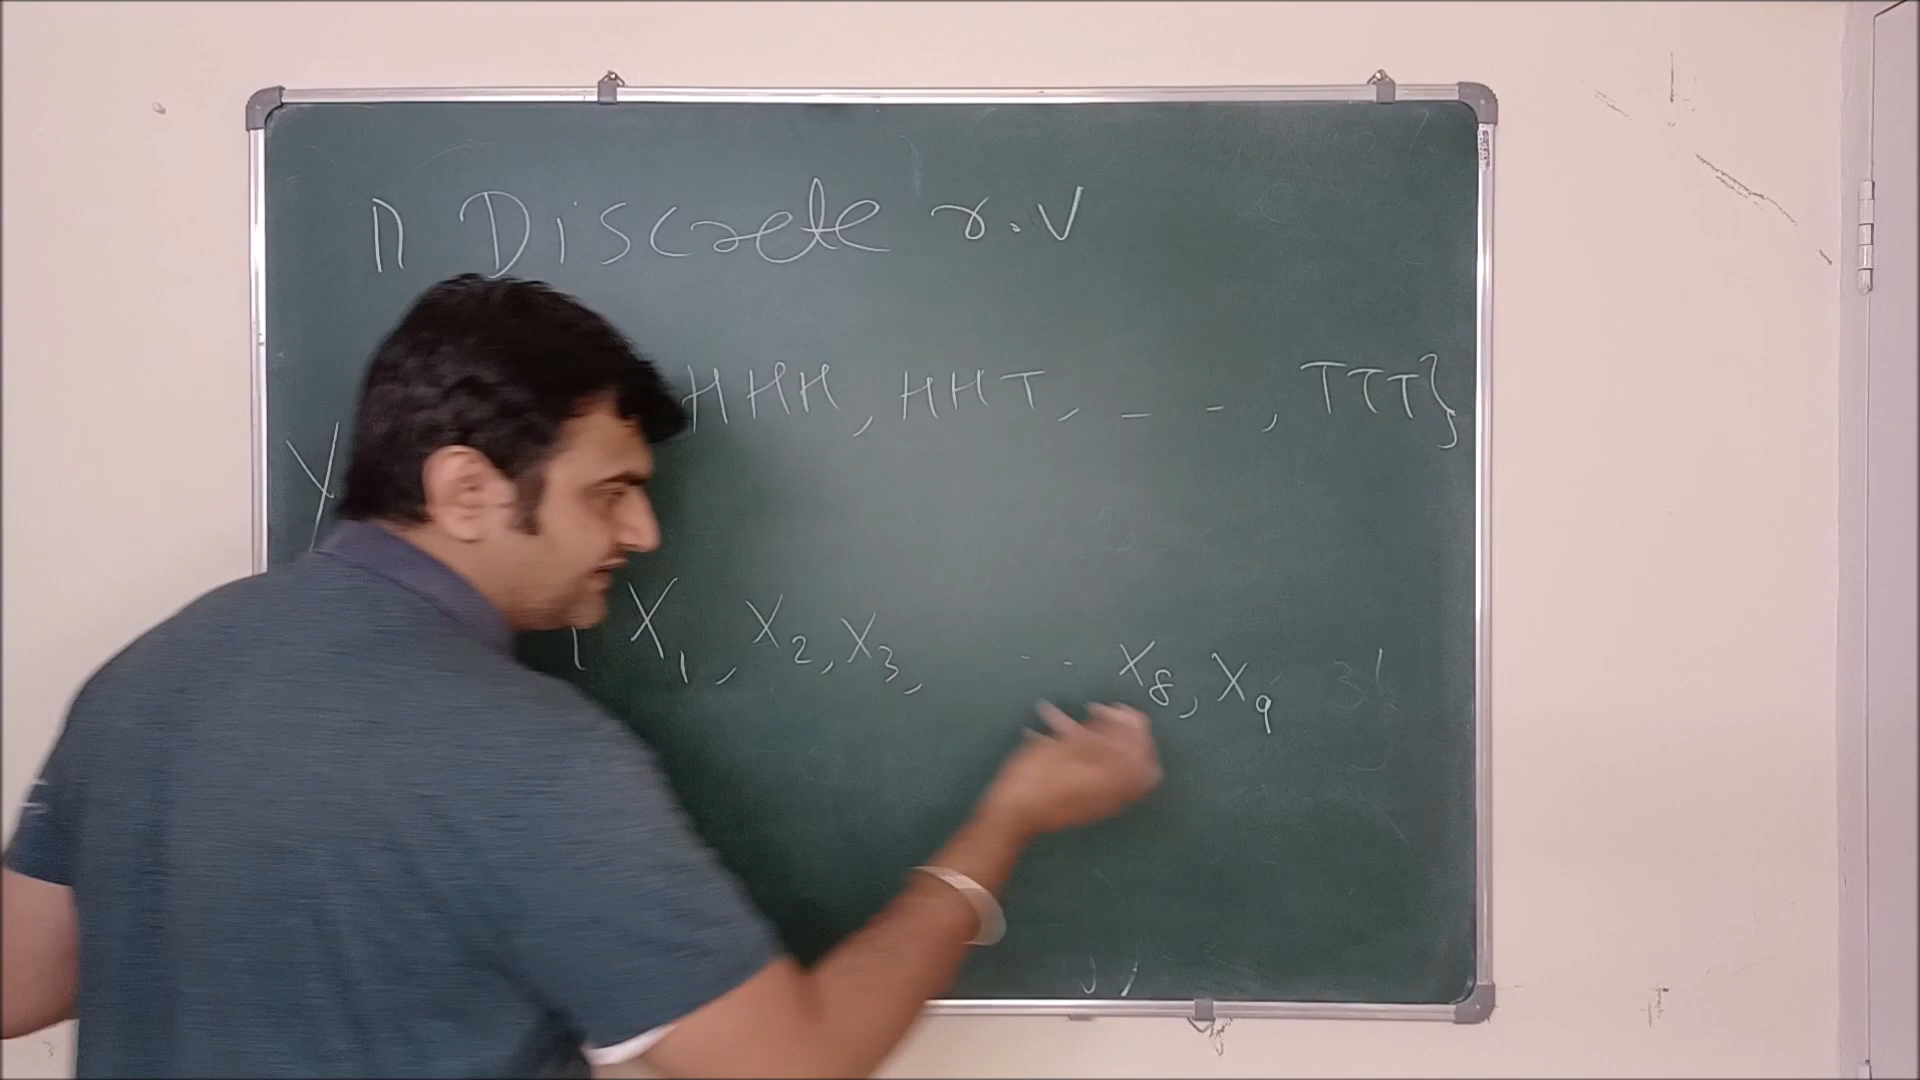 n Discrete r.v
HHH, HHT, - - , TTT}
X
{ X1, X2, X3, -- X8, X9